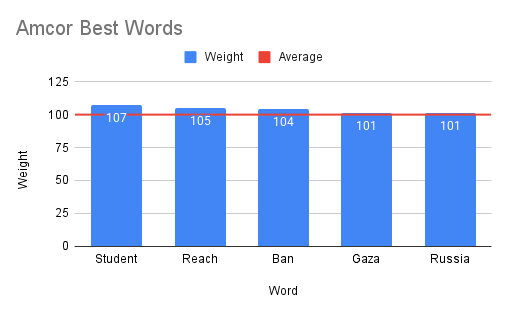 Amcor Best Words
Weight Average
125
100
75
50
25
0
Weight
107 105 104 101 101
Student Reach Ban Gaza Russia
Word